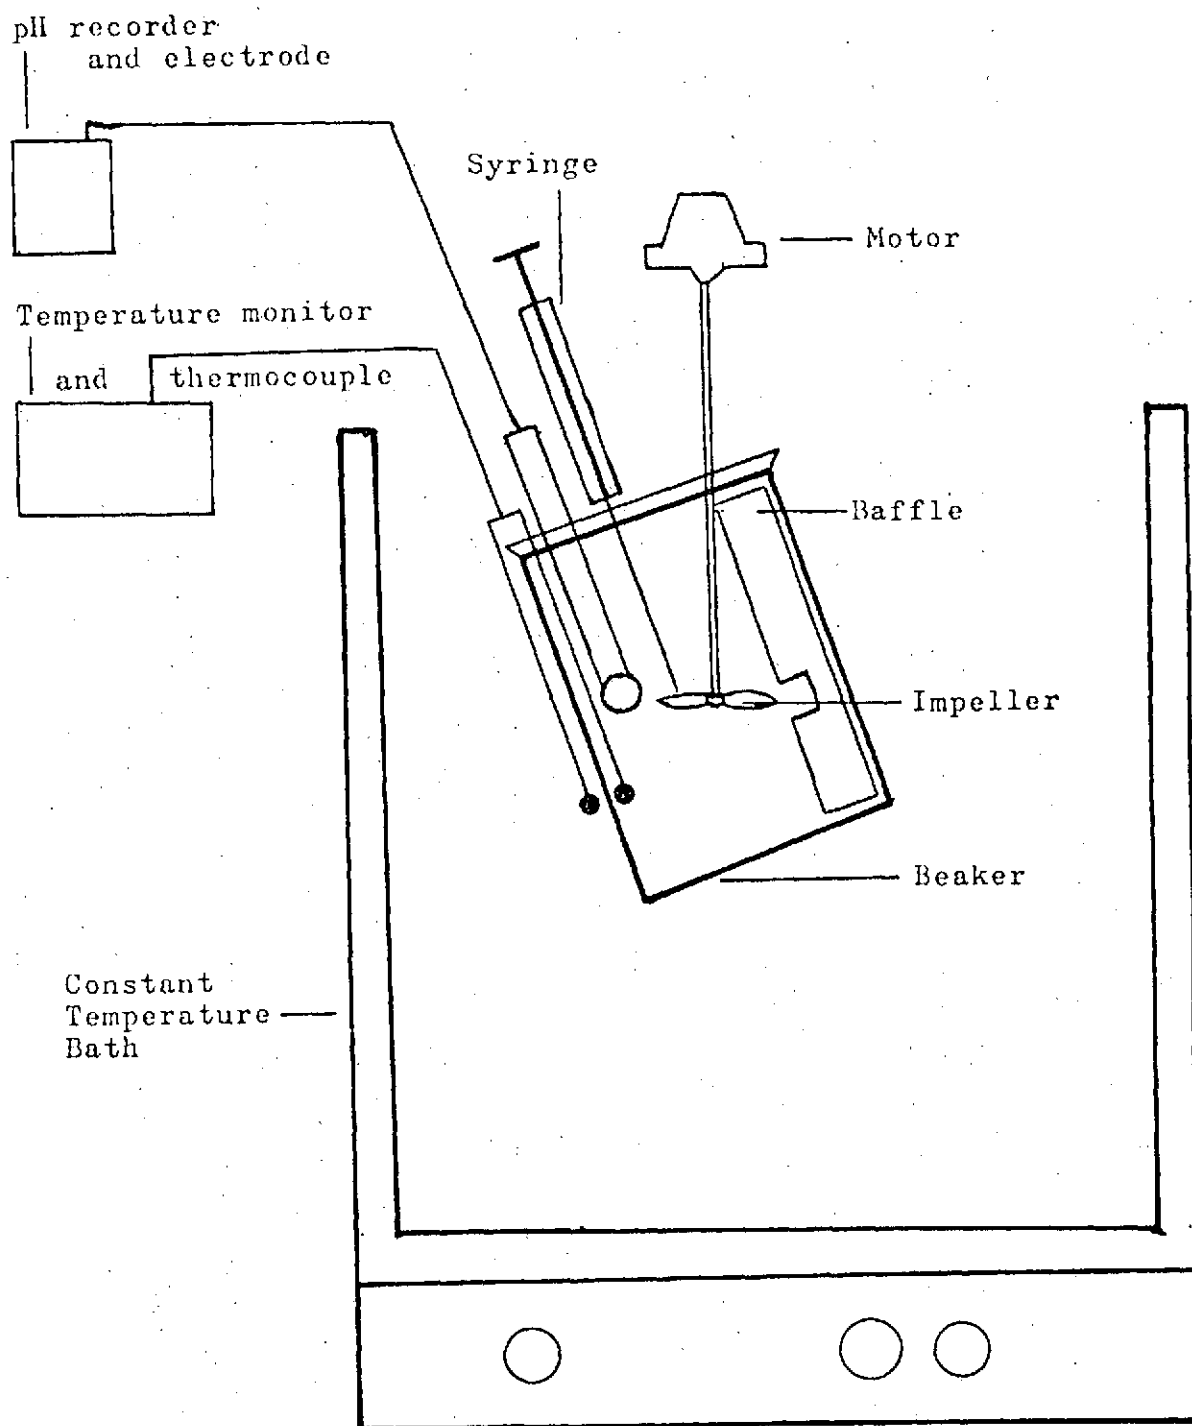 pH recorder
and electrode
Syringe
Motor
Temperature monitor
and thermocouple
Baffle
Impeller
Beaker
Constant
Temperature
Bath